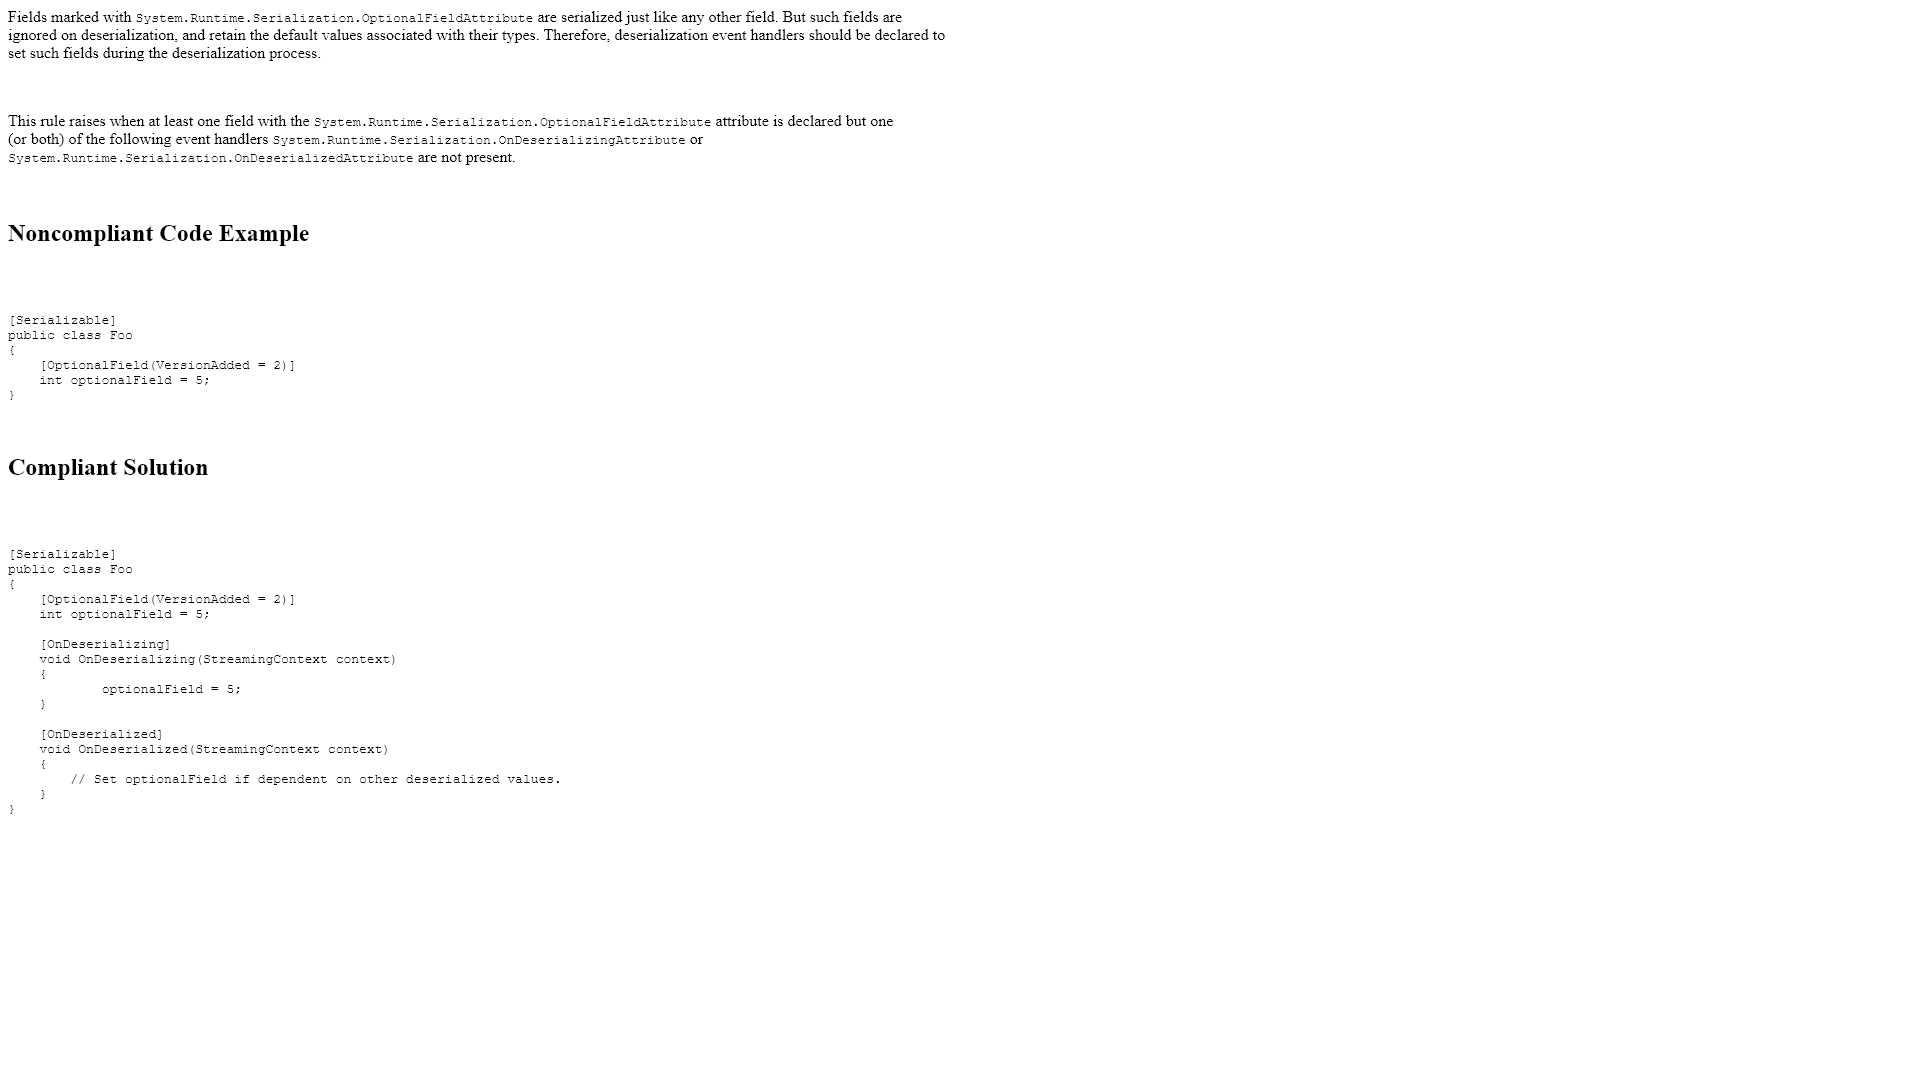 Fields marked with System.Runtime.Serialization.OptionalFieldAttribute are serialized just like any other field. But such fields are
ignored on deserialization, and retain the default values associated with their types. Therefore, deserialization event handlers should be declared to
set such fields during the deserialization process.
This rule raises when at least one field with the System.Runtime.Serialization.OptionalFieldAttribute attribute is declared but one
(or both) of the following event handlers System.Runtime.Serialization.OnDeserializingAttribute or
System.Runtime.Serialization.OnDeserializedAttribute are not present.
Noncompliant Code Example
[Serializable]
public class Foo
{
    [OptionalField(VersionAdded = 2)]
    int optionalField = 5;
}
Compliant Solution
[Serializable]
public class Foo
{
    [OptionalField(VersionAdded = 2)]
    int optionalField = 5;
    [OnDeserializing]
    void OnDeserializing(StreamingContext context)
    {
            optionalField = 5;
    }
    [OnDeserialized]
    void OnDeserialized(StreamingContext context)
    {
        // Set optionalField if dependent on other deserialized values.
    }
}